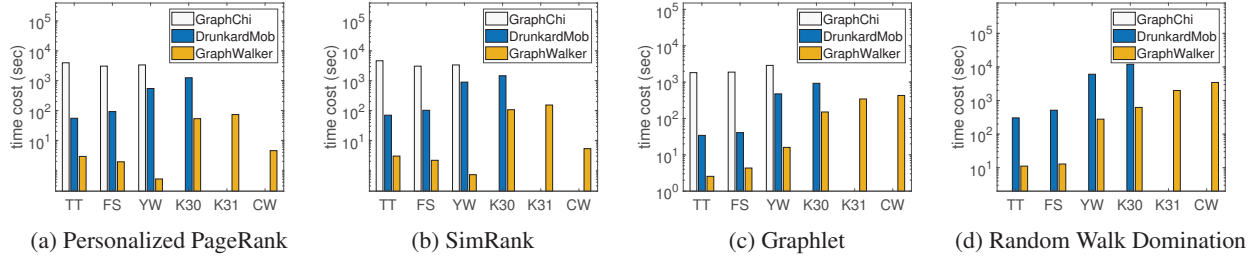 time cost (sec)
10^5
10^4
10^3
10^2
10^1
GraphChi
DrunkardMob
GraphWalker
TT FS YW K30 K31 CW
(a) Personalized PageRank
time cost (sec)
10^5
10^4
10^3
10^2
10^1
GraphChi
DrunkardMob
GraphWalker
TT FS YW K30 K31 CW
(b) SimRank
time cost (sec)
10^5
10^4
10^3
10^2
10^1
10^0
GraphChi
DrunkardMob
GraphWalker
TT FS YW K30 K31 CW
(c) Graphlet
time cost (sec)
10^5
10^4
10^3
10^2
10^1
GraphChi
DrunkardMob
GraphWalker
TT FS YW K30 K31 CW
(d) Random Walk Domination